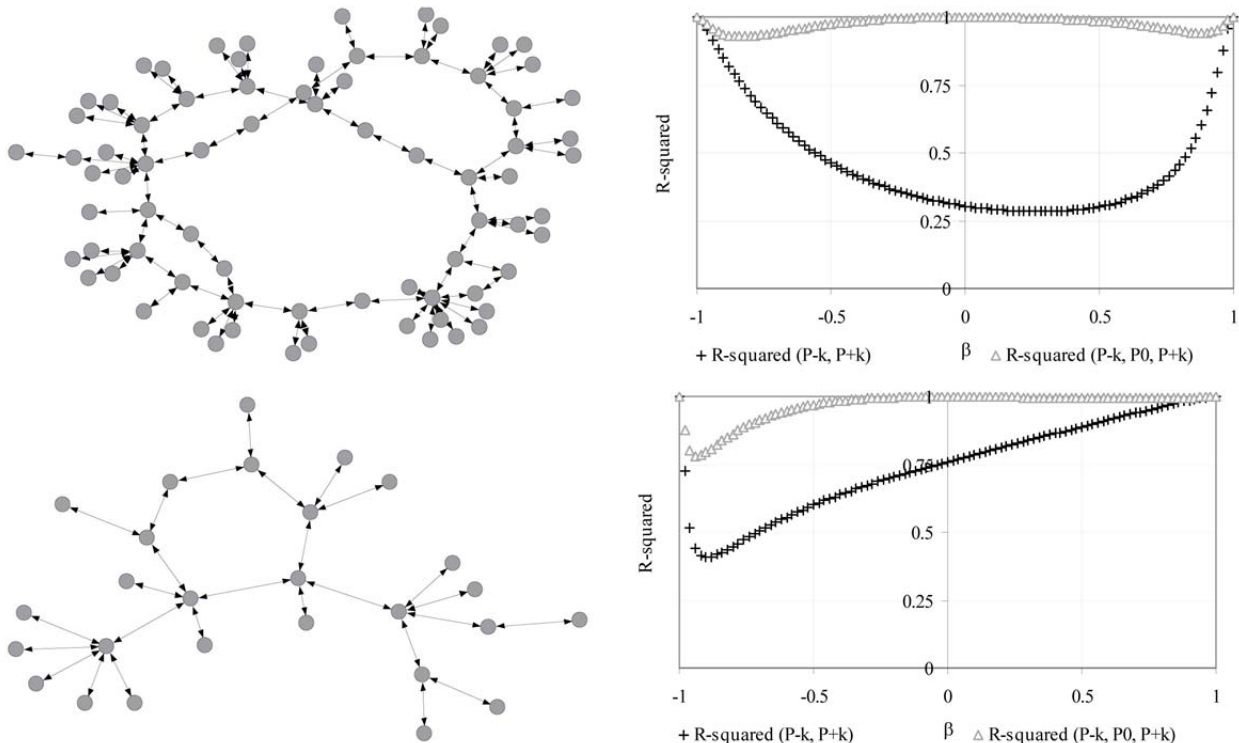 1
0.75
R-squared
0.5
0.25
0
-1
-0.5
0
0.5
1
β
+ R-squared (P-k, P+k)
△ R-squared (P-k, P0, P+k)
1
0.75
R-squared
0.5
0.25
0
-1
-0.5
0
0.5
1
β
+ R-squared (P-k, P+k)
△ R-squared (P-k, P0, P+k)